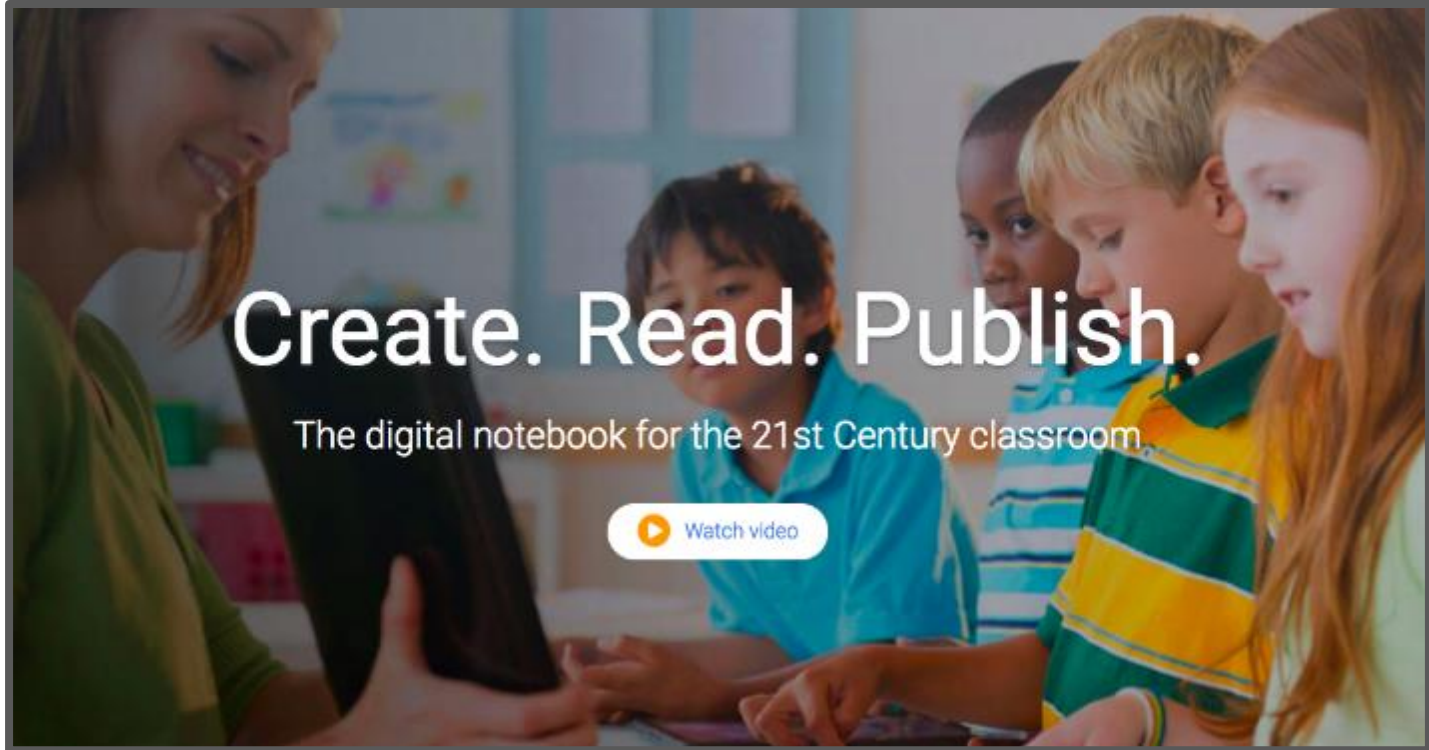 Create. Read. Publish.
The digital notebook for the 21st Century classroom
Watch video